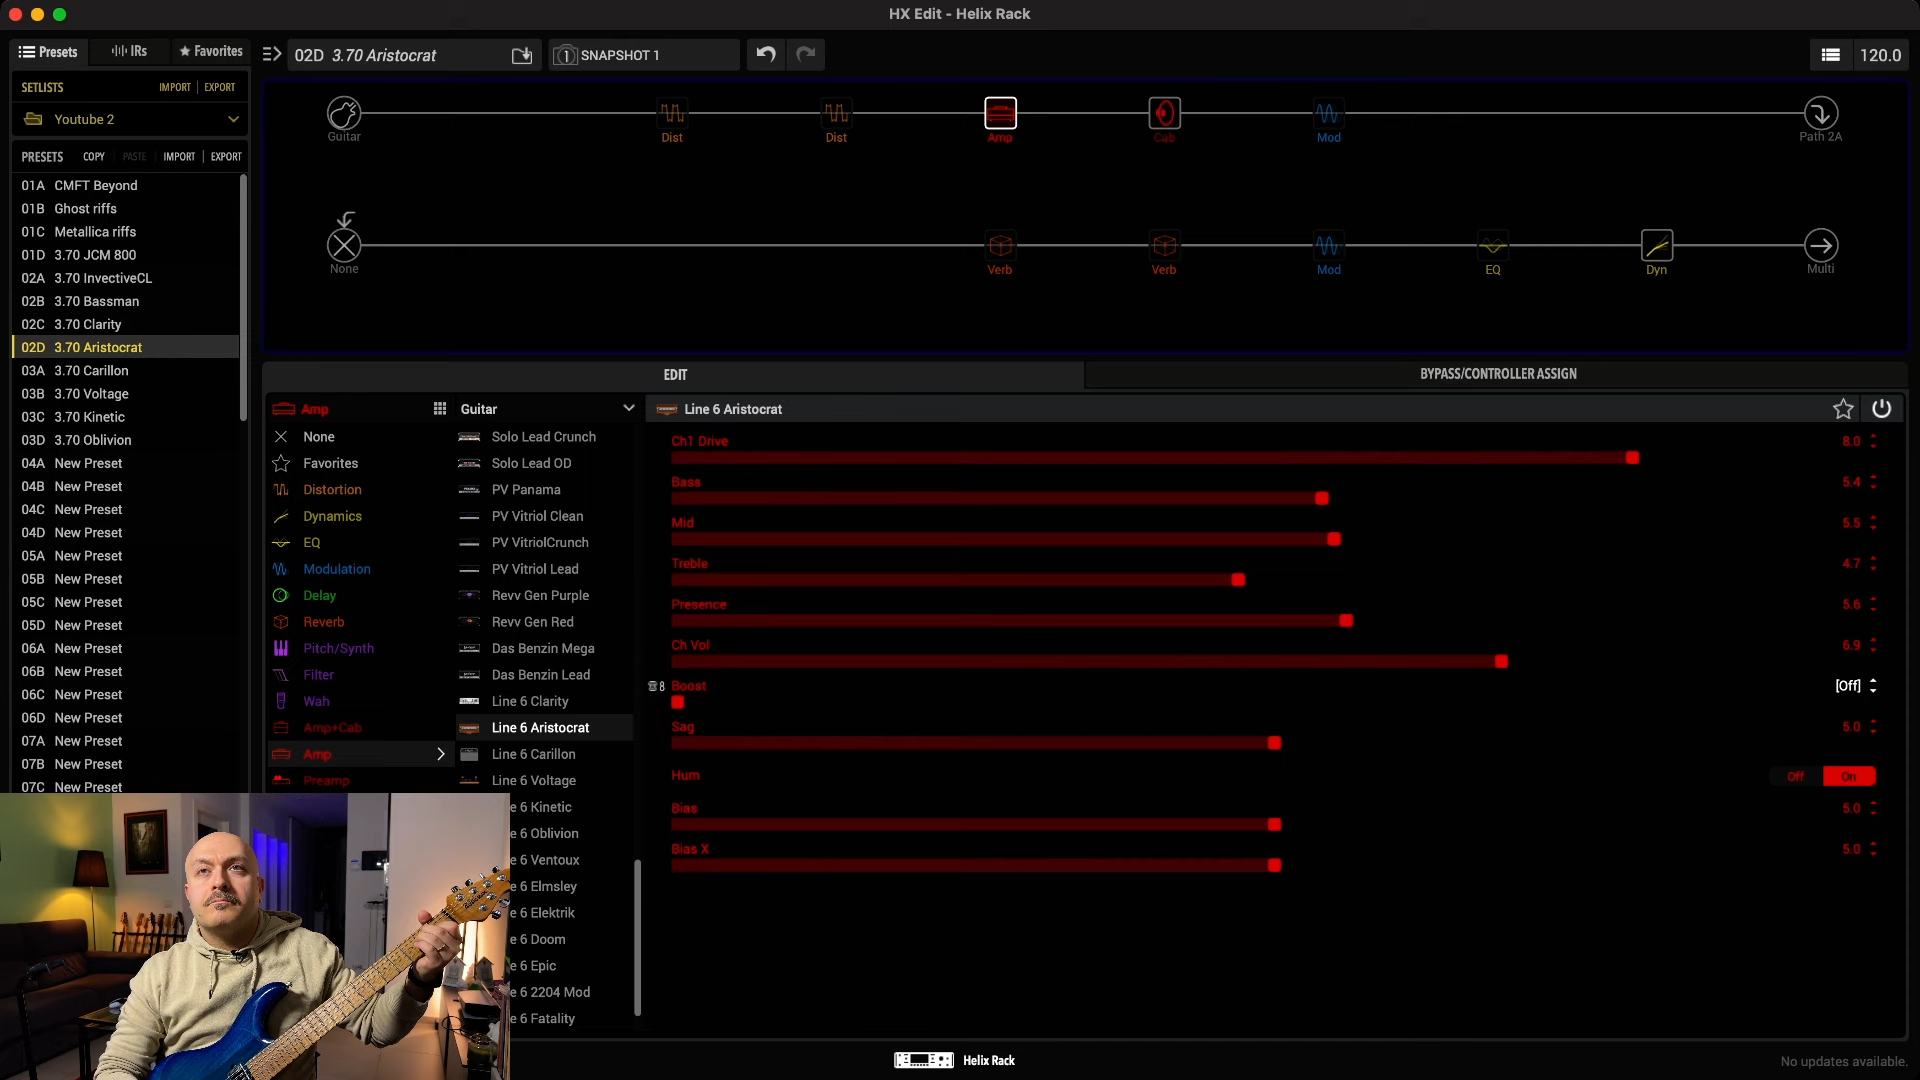 HX Edit - Helix Rack
Presets IRs Favorites
02D 3.70 Aristocrat
1 SNAPSHOT 1
120.0
SETLISTS IMPORT | EXPORT
Youtube 2
PRESETS COPY PASTE IMPORT | EXPORT
01A CMFT Beyond
01B Ghost riffs
01C Metallica riffs
01D 3.70 JCM 800
02A 3.70 InvectiveCL
02B 3.70 Bassman
02C 3.70 Clarity
02D 3.70 Aristocrat
03A 3.70 Carillon
03B 3.70 Voltage
03C 3.70 Kinetic
03D 3.70 Oblivion
04A New Preset
04B New Preset
04C New Preset
04D New Preset
05A New Preset
05B New Preset
05C New Preset
05D New Preset
06A New Preset
06B New Preset
06C New Preset
06D New Preset
07A New Preset
07B New Preset
07C New Preset
Guitar Dist Dist Amp Cab Mod Path 2A
None Verb Verb Mod EQ Dyn Multi
EDIT
BYPASS/CONTROLLER ASSIGN
Amp
None
Favorites
Distortion
Dynamics
EQ
Modulation
Delay
Reverb
Pitch/Synth
Filter
Wah
Amp+Cab
Amp
Preamp
Guitar
Solo Lead Crunch
Solo Lead OD
PV Panama
PV Vitriol Clean
PV VitriolCrunch
PV Vitriol Lead
Revv Gen Purple
Revv Gen Red
Das Benzin Mega
Das Benzin Lead
Line 6 Clarity
Line 6 Aristocrat
Line 6 Carillon
Line 6 Voltage
e 6 Kinetic
e 6 Oblivion
e 6 Ventoux
e 6 Elmsley
e 6 Elektrik
e 6 Doom
e 6 Epic
e 6 2204 Mod
e 6 Fatality
Line 6 Aristocrat
Ch1 Drive 8.0
Bass 5.4
Mid 5.5
Treble 4.7
Presence 5.6
Ch Vol 6.9
8 Boost [Off]
Sag 5.0
Hum Off On
Bias 5.0
Bias X 5.0
Helix Rack
No updates available.